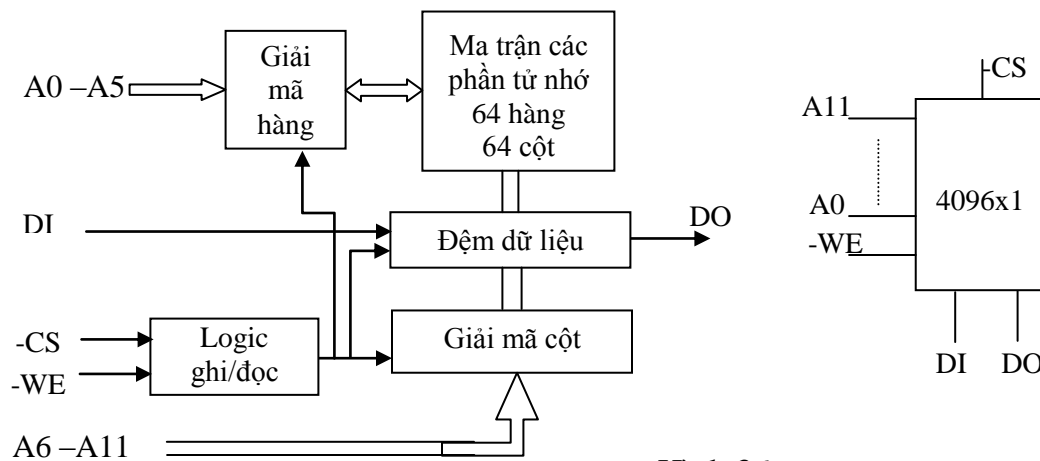 Giải
mã
hàng
Ma trận các
phần tử nhớ
64 hàng
64 cột
A0 –A5
DI
Đệm dữ liệu
DO
-CS
-WE
Logic
ghi/đọc
Giải mã cột
A6 –A11
-CS
A11
A0
-WE
4096x1
DI
DO